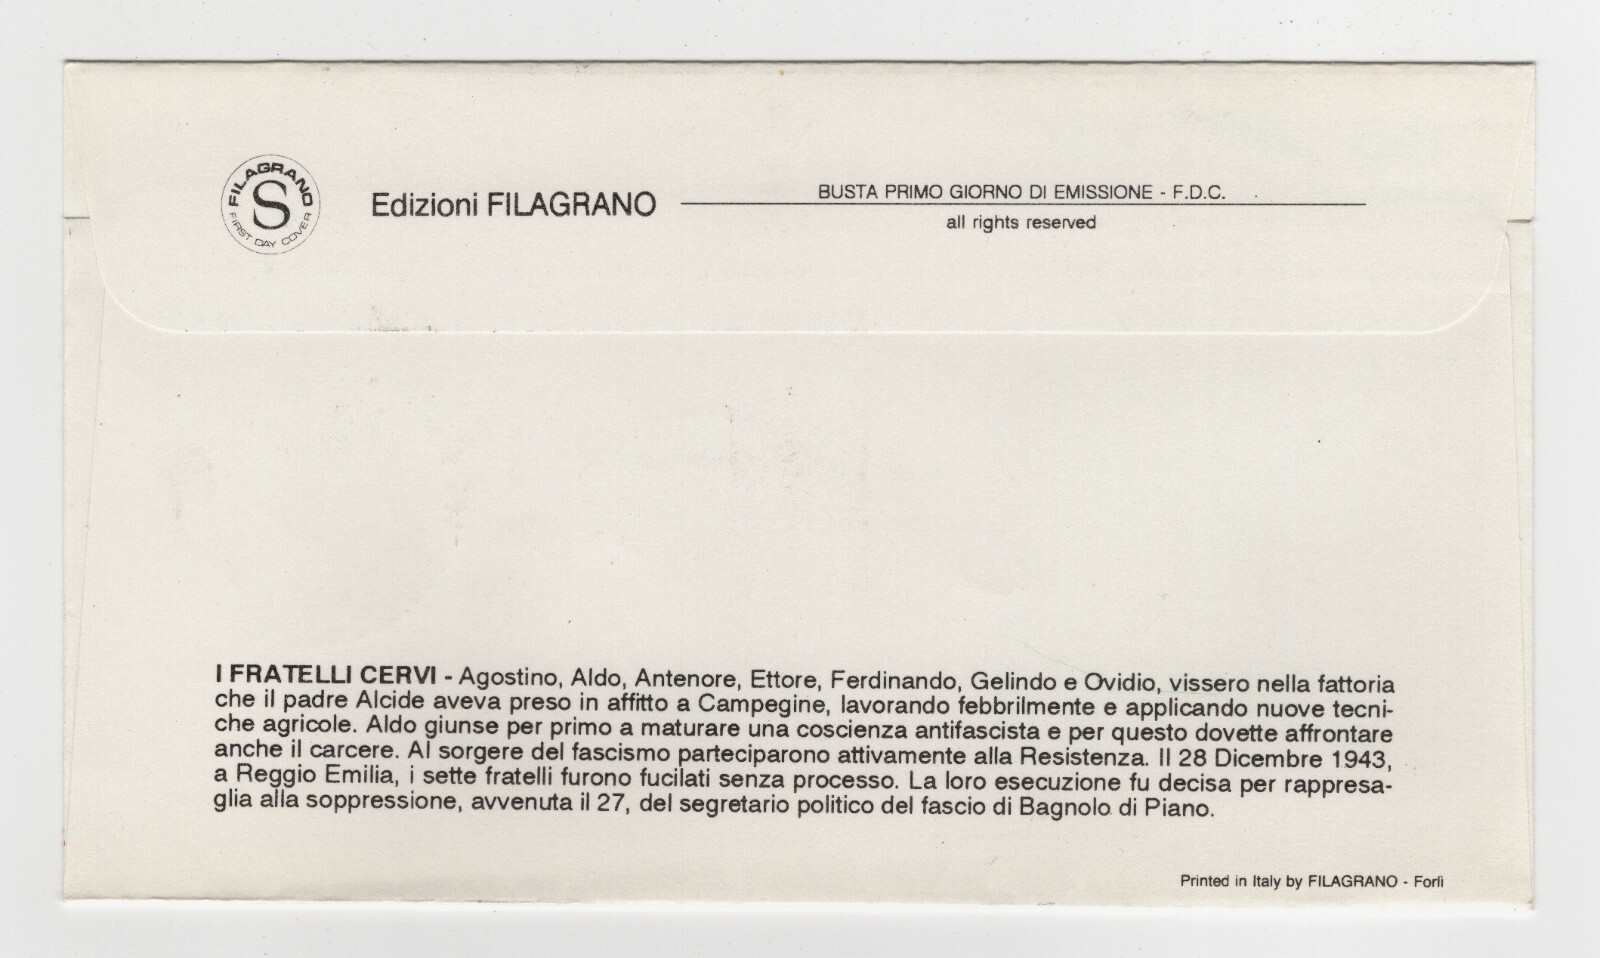 FILAGRANO
S
FIRST DAY COVER
Edizioni FILAGRANO
BUSTA PRIMO GIORNO DI EMISSIONE - F.D.C.
all rights reserved
I FRATELLI CERVI - Agostino, Aldo, Antenore, Ettore, Ferdinando, Gelindo e Ovidio, vissero nella fattoria
che il padre Alcide aveva preso in affitto a Campegine, lavorando febbrilmente e applicando nuove tecni-
che agricole. Aldo giunse per primo a maturare una coscienza antifascista e per questo dovette affrontare
anche il carcere. Al sorgere del fascismo parteciparono attivamente alla Resistenza. Il 28 Dicembre 1943,
a Reggio Emilia, i sette fratelli furono fucilati senza processo. La loro esecuzione fu decisa per rappresa-
glia alla soppressione, avvenuta il 27, del segretario politico del fascio di Bagnolo di Piano.
Printed in Italy by FILAGRANO - Forlì